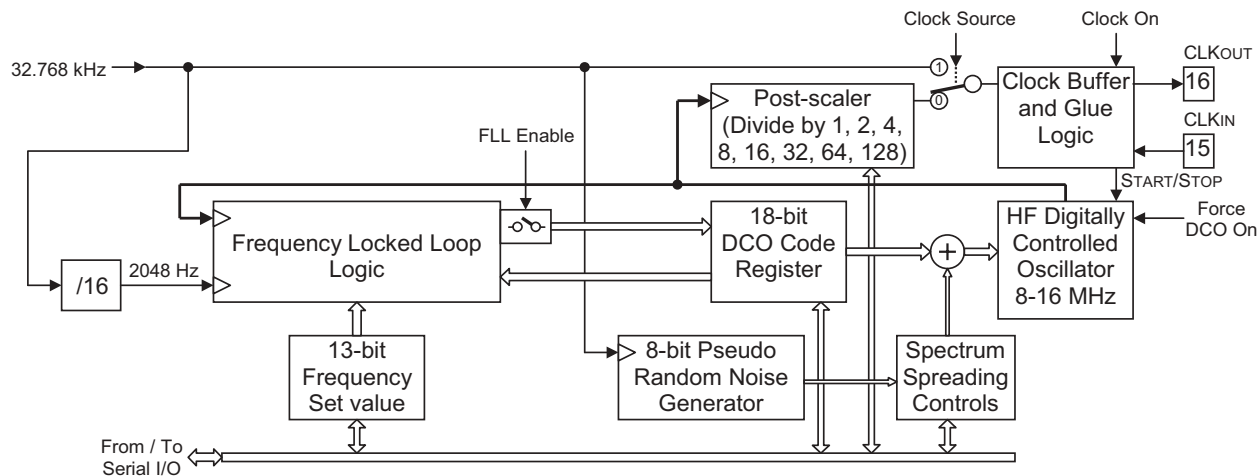 Clock Source
Clock On
32.768 kHz
1
0
Post-scaler
(Divide by 1, 2, 4,
8, 16, 32, 64, 128)
Clock Buffer
and Glue
Logic
CLKOUT
16
CLKIN
15
FLL Enable
START/STOP
Frequency Locked Loop
Logic
18-bit
DCO Code
Register
+
HF Digitally
Controlled
Oscillator
8-16 MHz
Force
DCO On
/16
2048 Hz
13-bit
Frequency
Set value
8-bit Pseudo
Random Noise
Generator
Spectrum
Spreading
Controls
From / To
Serial I/O